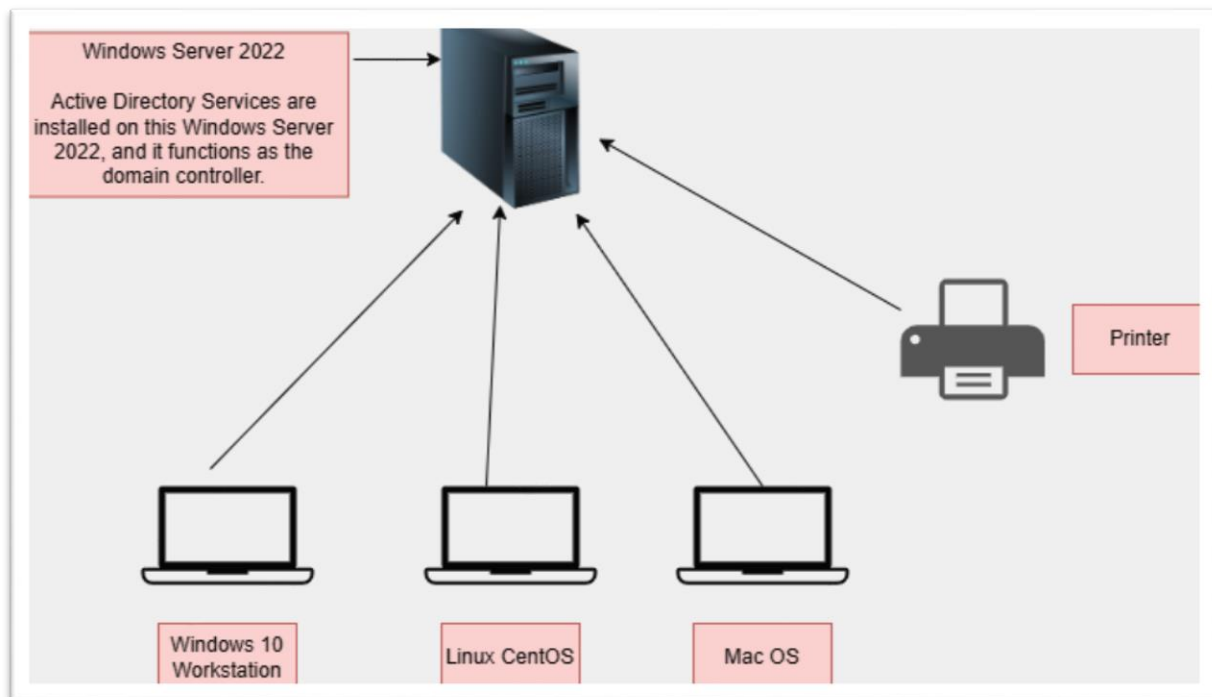 Windows Server 2022
Active Directory Services are
installed on this Windows Server
2022, and it functions as the
domain controller.
Printer
Windows 10
Workstation
Linux CentOS
Mac OS